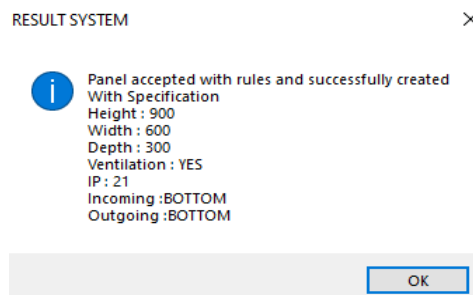 RESULT SYSTEM
Panel accepted with rules and successfully created
With Specification
Height : 900
Width : 600
Depth : 300
Ventilation : YES
IP : 21
Incoming :BOTTOM
Outgoing :BOTTOM
OK